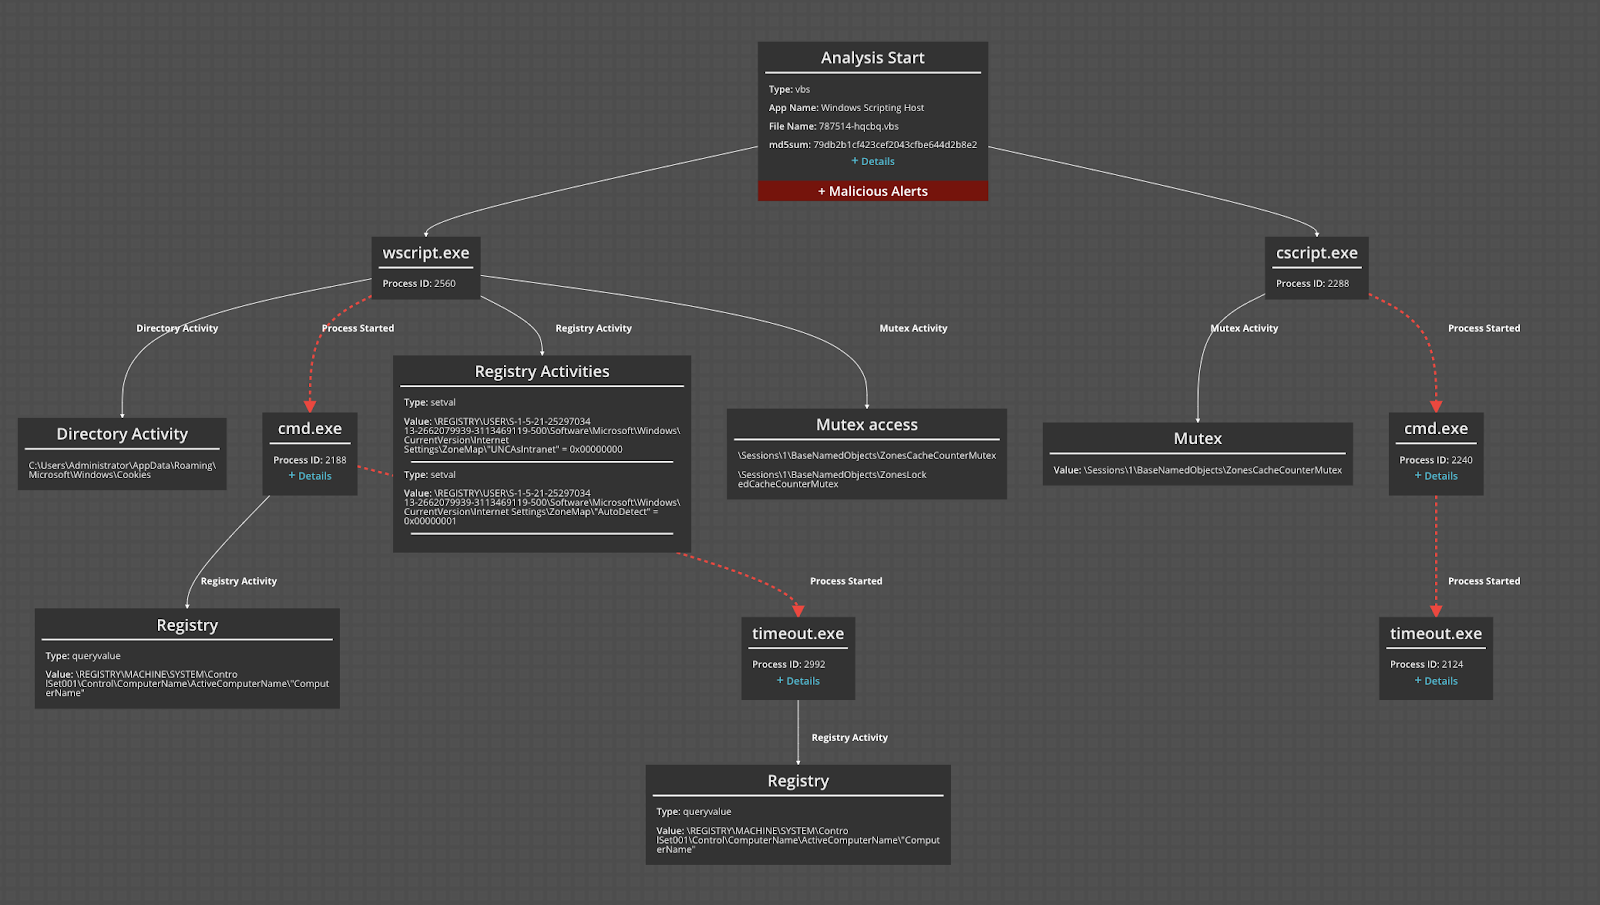 Analysis Start
Type: vbs
App Name: Windows Scripting Host
File Name: 787514-hqcbq.vbs
md5sum: 79db2b1cf423cef2043cfbe644d2b8e2
+ Details
+ Malicious Alerts
wscript.exe
Process ID: 2560
cscript.exe
Process ID: 2288
Directory Activity
Process Started
Registry Activity
Mutex Activity
Mutex Activity
Process Started
Directory Activity
C:\Users\Administrator\AppData\Roaming\
Microsoft\Windows\Cookies
cmd.exe
Process ID: 2188
+ Details
Registry Activities
Type: setval
Value: \REGISTRY\USER\S-1-5-21-25297034
13-2662079939-3113469119-500\Software\Microsoft\Windows\
CurrentVersion\Internet
Settings\ZoneMap\"UNCAsIntranet" = 0x00000000
Type: setval
Value: \REGISTRY\USER\S-1-5-21-25297034
13-2662079939-3113469119-500\Software\Microsoft\Windows\
CurrentVersion\Internet Settings\ZoneMap\"AutoDetect" =
0x00000001
Mutex access
\Sessions\1\BaseNamedObjects\ZonesCacheCounterMutex
\Sessions\1\BaseNamedObjects\ZonesLock
edCacheCounterMutex
Mutex
Value: \Sessions\1\BaseNamedObjects\ZonesCacheCounterMutex
cmd.exe
Process ID: 2240
+ Details
Registry Activity
Process Started
Process Started
Registry
Type: queryvalue
Value: \REGISTRY\MACHINE\SYSTEM\Contro
lSet001\Control\ComputerName\ActiveComputerName\"Comput
erName"
timeout.exe
Process ID: 2992
+ Details
timeout.exe
Process ID: 2124
+ Details
Registry Activity
Registry
Type: queryvalue
Value: \REGISTRY\MACHINE\SYSTEM\Contro
lSet001\Control\ComputerName\ActiveComputerName\"Comput
erName"